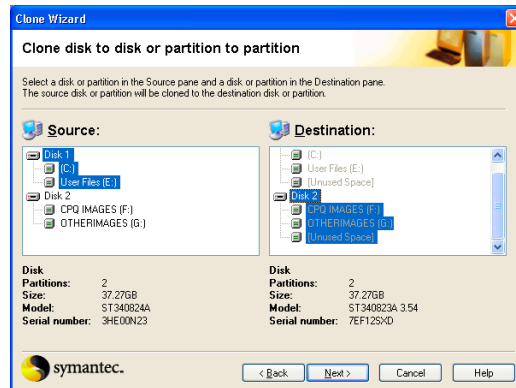 Clone Wizard
Clone disk to disk or partition to partition
Select a disk or partition in the Source pane and a disk or partition in the Destination pane.
The source disk or partition will be cloned to the destination disk or partition.
Source:
Disk 1
(C:)
User Files (E:)
Disk 2
CPQ IMAGES (F:)
OTHERIMAGES (G:)
Disk
Partitions: 2
Size: 37.27GB
Model: ST340824A
Serial number: 3HE00N23
Destination:
(C:)
User Files (E:)
[Unused Space]
Disk 2
CPQ IMAGES (F:)
OTHERIMAGES (G:)
[Unused Space]
Disk
Partitions: 2
Size: 37.27GB
Model: ST340823A 3.54
Serial number: 7EF12SXD
symantec.
< Back
Next >
Cancel
Help